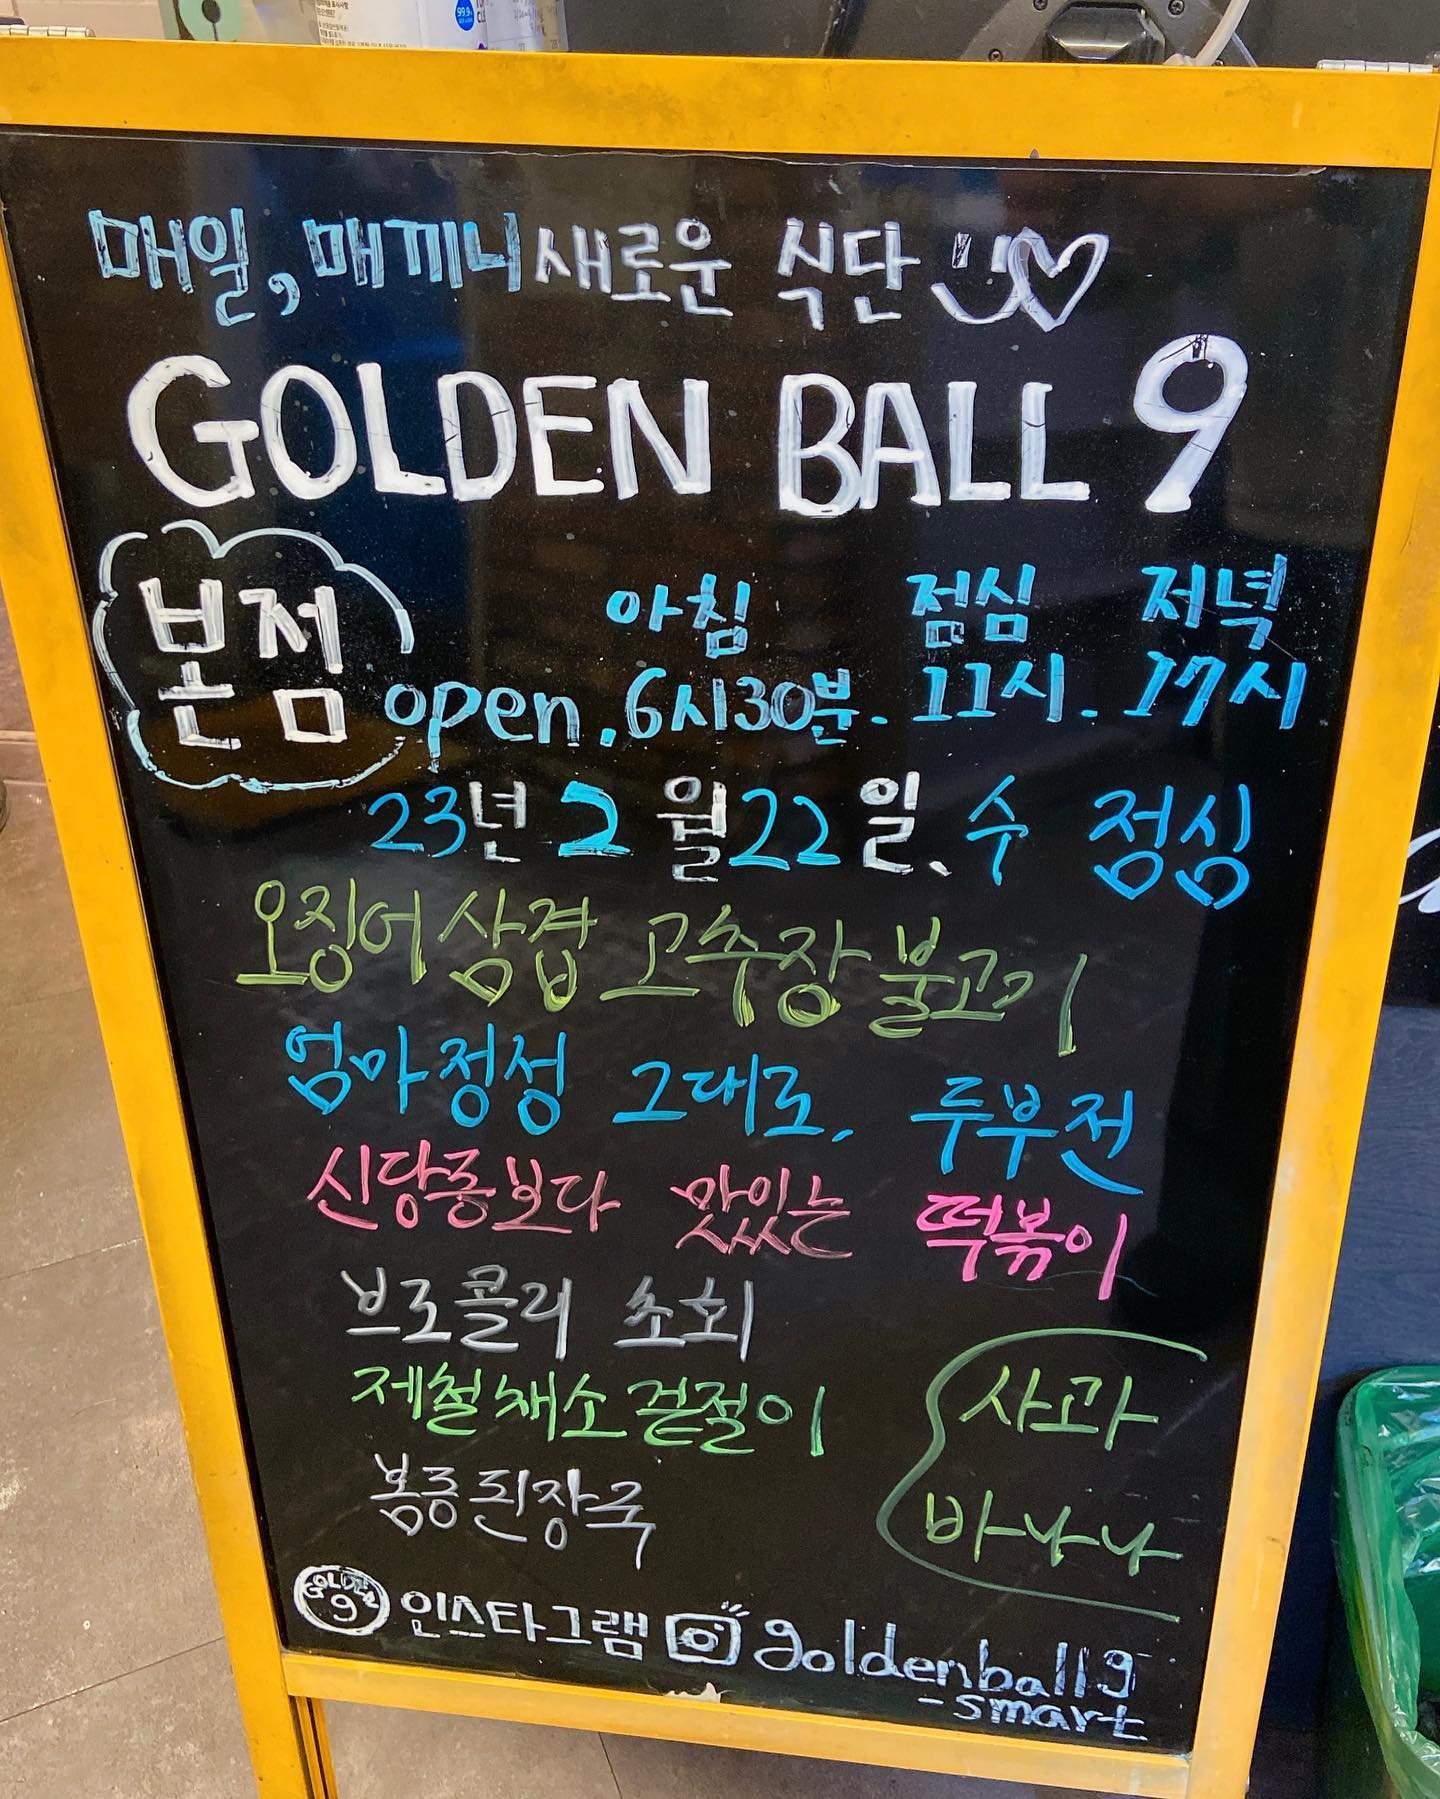 매일, 매끼니 새로운 식단
GOLDEN BALL 9
본점
아침 점심 저녁
open. 6시30분. 11시. 17시
23년 2월 22일. 수 점심
오징어삼겹 고추장불고기
엄마정성 그대로, 두부전
신당동보다 맛있는 떡볶이
브로콜리 초회
제철채소겉절이
봄동된장국
사과
바나나
GOLDEN 9 인스타그램 goldenball9
-smart